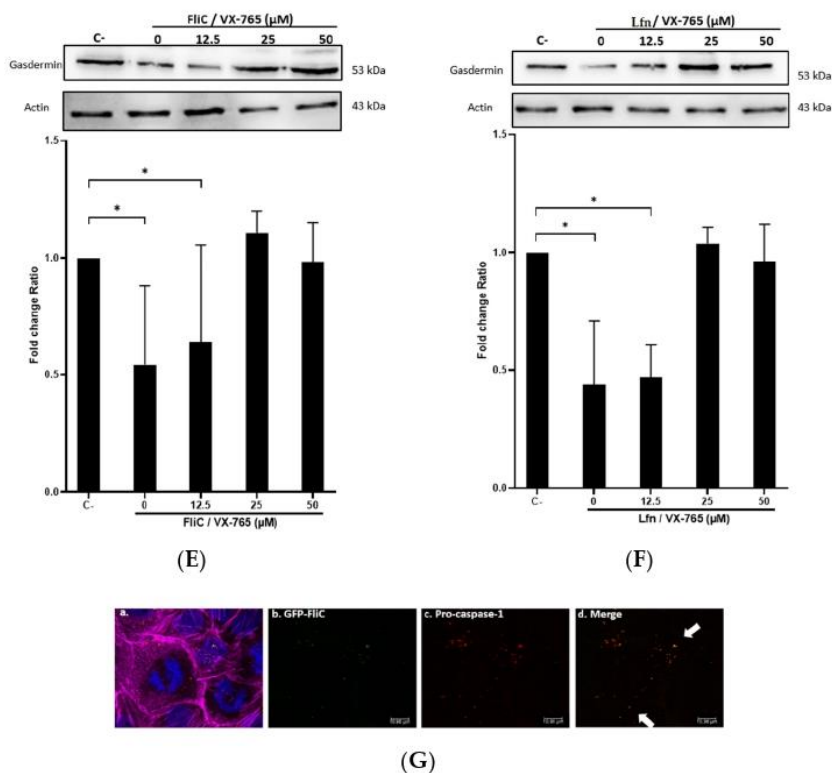 FliC / VX-765 (µM)
C- 0 12.5 25 50
Gasdermin 53 kDa
Actin 43 kDa
1.5
*
*
1.0
Fold change Ratio
0.5
0.0
C- 0 12.5 25 50
FliC / VX-765 (µM)
(E)
Lfn/ VX-765 (µM)
C- 0 12.5 25 50
Gasdermin 53 kDa
Actin 43 kDa
1.5
*
*
1.0
Fold change Ratio
0.5
0.0
C- 0 12.5 25 50
Lfn / VX-765 (µM)
(F)
a. b. GFP-FliC c. Pro-caspase-1 d. Merge
(G)